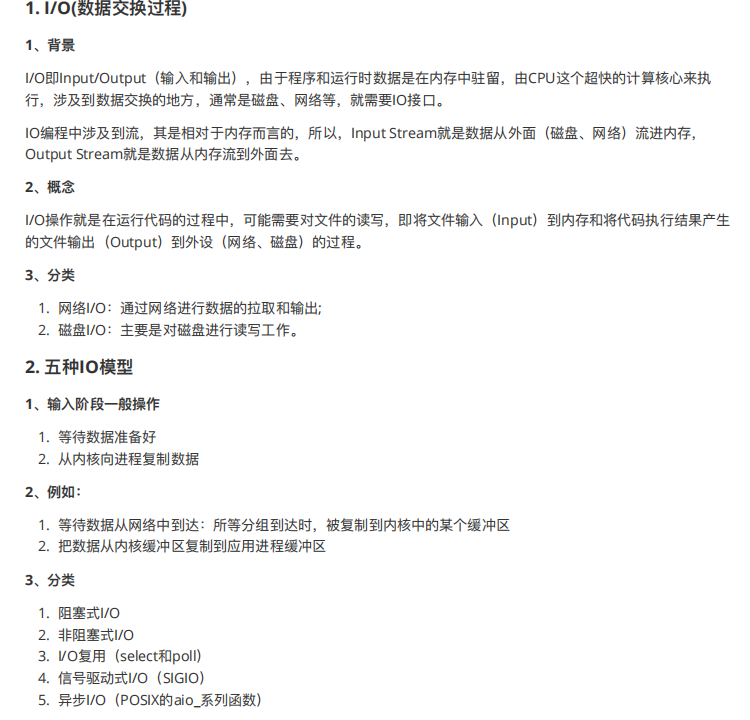 1. I/O(数据交换过程)
1、背景
I/O即Input/Output（输入和输出），由于程序和运行时数据是在内存中驻留，由CPU这个超快的计算核心来执
行，涉及到数据交换的地方，通常是磁盘、网络等，就需要IO接口。
IO编程中涉及到流，其是相对于内存而言的，所以，Input Stream就是数据从外面（磁盘、网络）流进内存，
Output Stream就是数据从内存流到外面去。
2、概念
I/O操作就是在运行代码的过程中，可能需要对文件的读写，即将文件输入（Input）到内存和将代码执行结果产生
的文件输出（Output）到外设（网络、磁盘）的过程。
3、分类
1. 网络I/O：通过网络进行数据的拉取和输出;
2. 磁盘I/O：主要是对磁盘进行读写工作。
2. 五种IO模型
1、输入阶段一般操作
1. 等待数据准备好
2. 从内核向进程复制数据
2、例如：
1. 等待数据从网络中到达：所等分组到达时，被复制到内核中的某个缓冲区
2. 把数据从内核缓冲区复制到应用进程缓冲区
3、分类
1. 阻塞式I/O
2. 非阻塞式I/O
3. I/O复用（select和poll）
4. 信号驱动式I/O（SIGIO）
5. 异步I/O（POSIX的aio_系列函数）